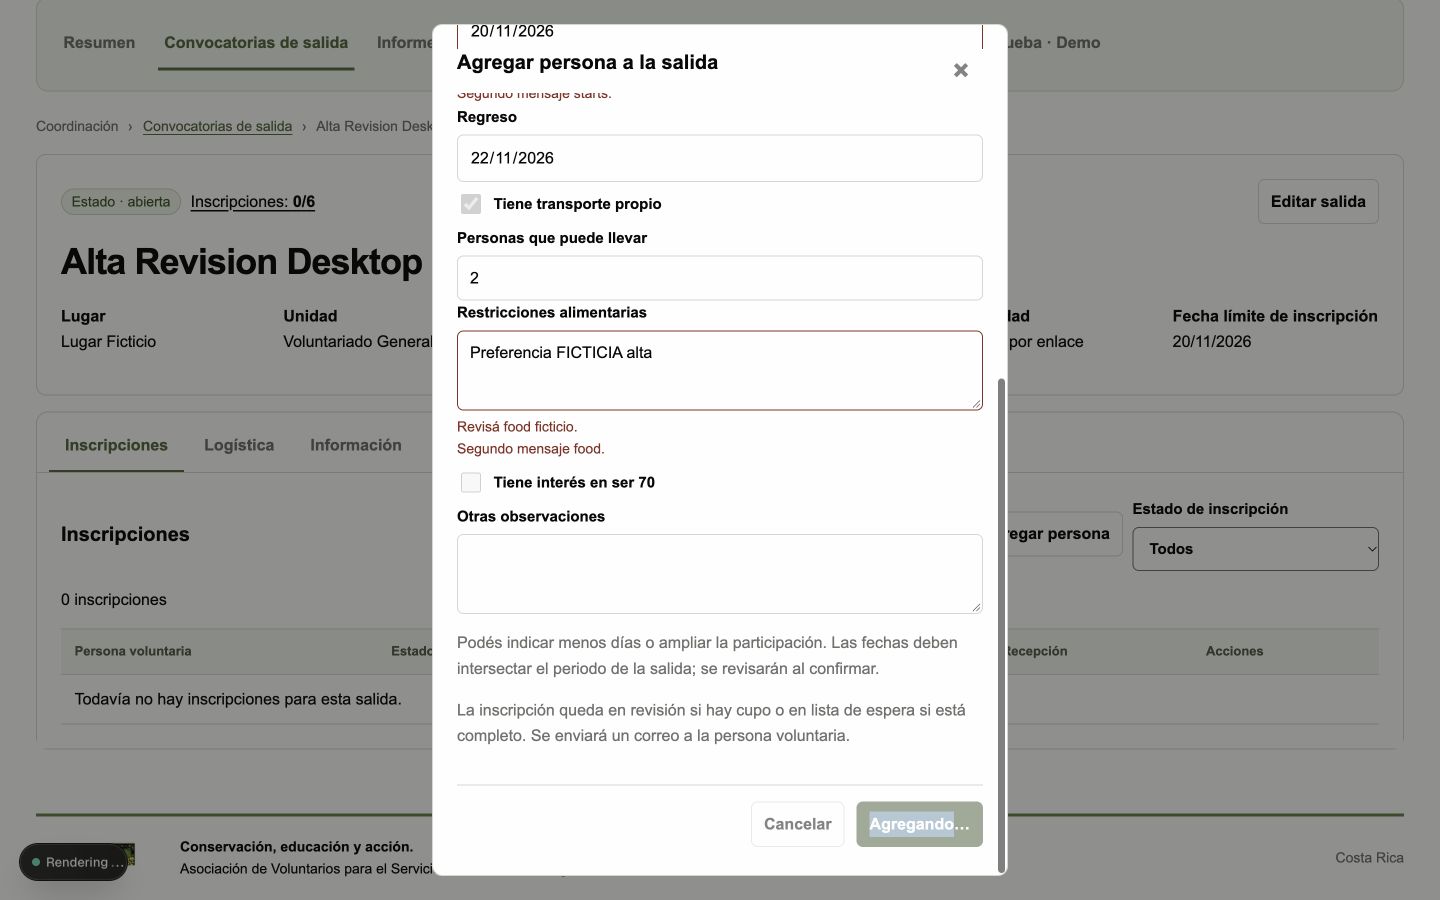 Resumen
Convocatorias de salida
Informe
ueba · Demo
Coordinación › Convocatorias de salida › Alta Revision Desk
Estado · abierta
Inscripciones: 0/6
Editar salida
Alta Revision Desktop
Lugar
Lugar Ficticio
Unidad
Voluntariado General
dad
por enlace
Fecha límite de inscripción
20/11/2026
Inscripciones
Logística
Información
Inscripciones
regar persona
Estado de inscripción
Todos
0 inscripciones
Persona voluntaria
Estado
Recepción
Acciones
Todavía no hay inscripciones para esta salida.
20/11/2026
Agregar persona a la salida
Segundo mensaje starts.
Regreso
22/11/2026
Tiene transporte propio
Personas que puede llevar
2
Restricciones alimentarias
Preferencia FICTICIA alta
Revisá food ficticio.
Segundo mensaje food.
Tiene interés en ser 70
Otras observaciones
Podés indicar menos días o ampliar la participación. Las fechas deben
intersectar el periodo de la salida; se revisarán al confirmar.
La inscripción queda en revisión si hay cupo o en lista de espera si está
completo. Se enviará un correo a la persona voluntaria.
Cancelar
Agregando...
Conservación, educación y acción.
Asociación de Voluntarios para el Servici
Costa Rica
Rendering ...